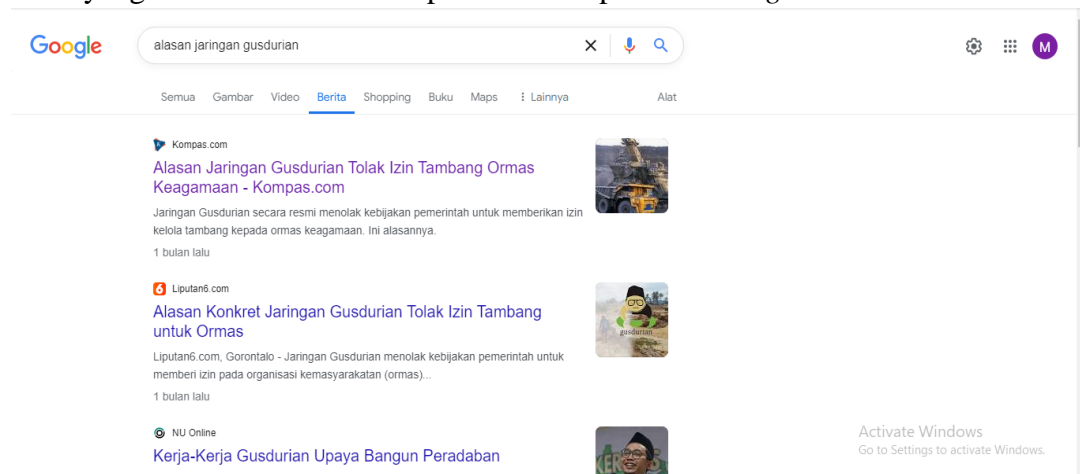 Google
alasan jaringan gusdurian
M
Semua Gambar Video Berita Shopping Buku Maps Lainnya Alat
Kompas.com
Alasan Jaringan Gusdurian Tolak Izin Tambang Ormas
Keagamaan - Kompas.com
Jaringan Gusdurian secara resmi menolak kebijakan pemerintah untuk memberikan izin
kelola tambang kepada ormas keagamaan. Ini alasannya.
1 bulan lalu
6 Liputan6.com
Alasan Konkret Jaringan Gusdurian Tolak Izin Tambang
untuk Ormas
gusdurian
Liputan6.com, Gorontalo - Jaringan Gusdurian menolak kebijakan pemerintah untuk
memberi izin pada organisasi kemasyarakatan (ormas)...
1 bulan lalu
NU Online
Kerja-Kerja Gusdurian Upaya Bangun Peradaban
Activate Windows
Go to Settings to activate Windows.